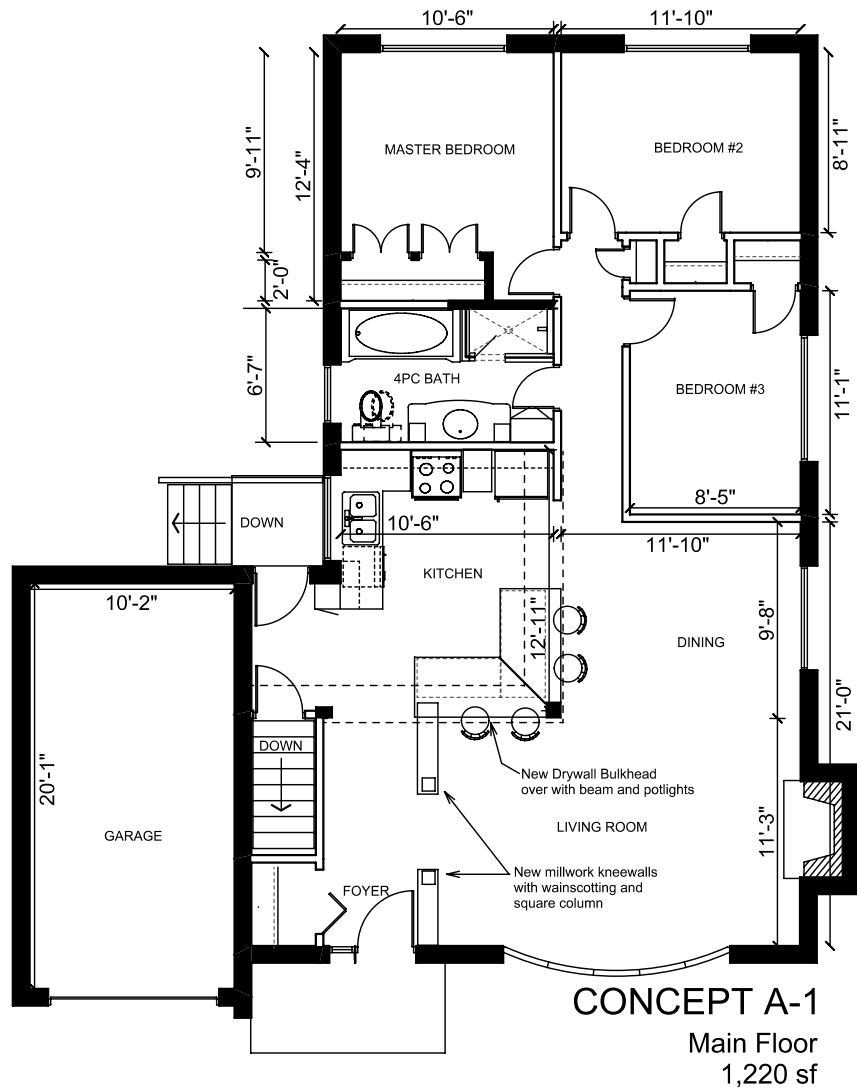 10'-6"
11'-10"
9'-11"
12'-4"
MASTER BEDROOM
BEDROOM #2
8'-11"
2'-0"
6'-7"
4PC BATH
BEDROOM #3
11'-1"
8'-5"
DOWN
10'-6"
11'-10"
KITCHEN
10'-2"
12'-11"
DINING
9'-8"
21'-0"
DOWN
20'-1"
New Drywall Bulkhead
over with beam and potlights
GARAGE
LIVING ROOM
11'-3"
New millwork kneewalls
with wainscotting and
square column
FOYER
CONCEPT A-1
Main Floor
1,220 sf